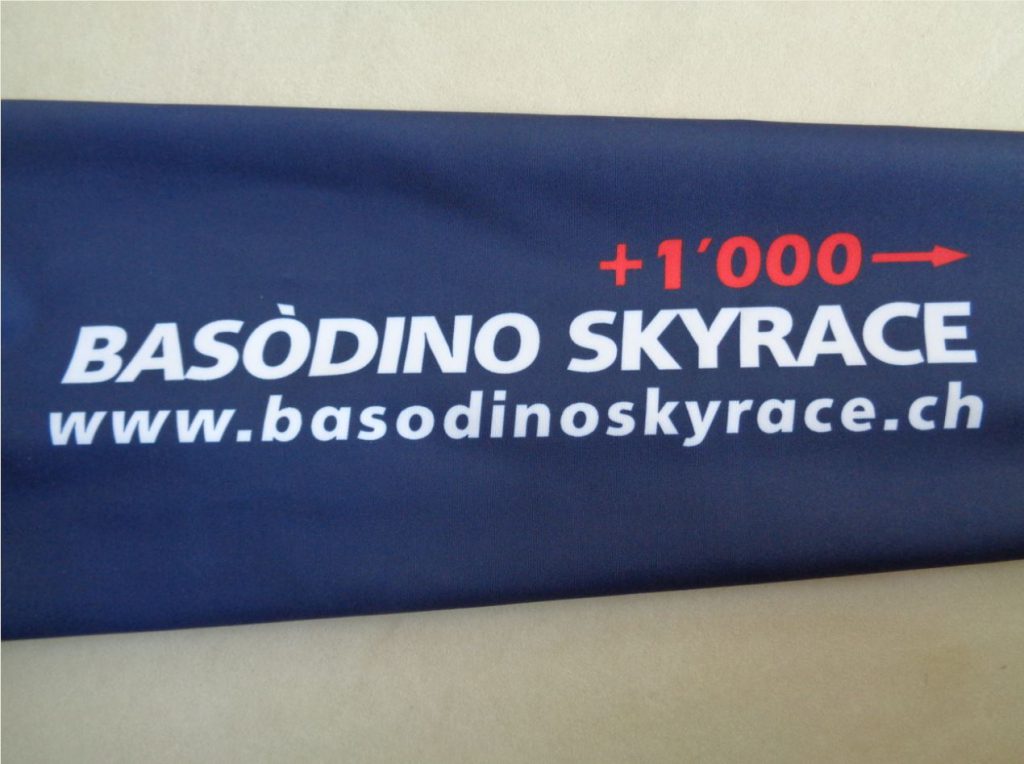 +1’000→
BASÒDINO SKYRACE
www.basodinoskyrace.ch